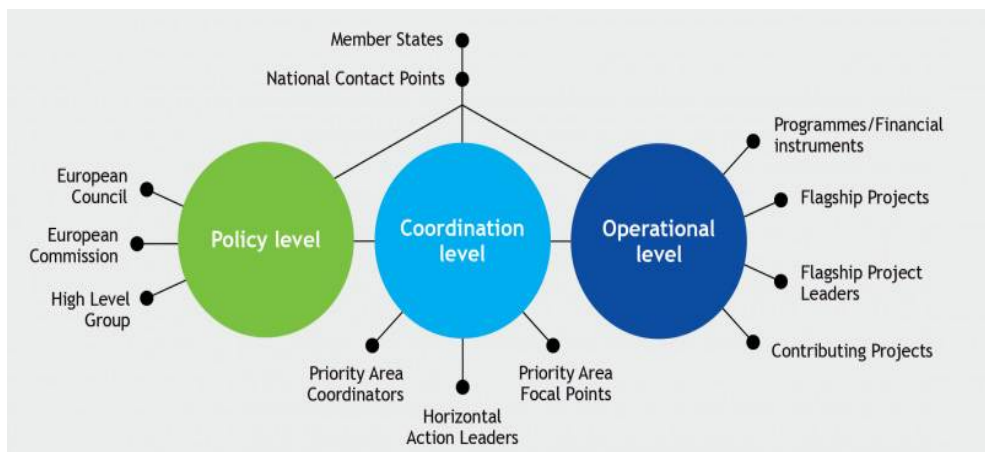 Member States
National Contact Points
European
Council
European
Commission
High Level
Group
Policy level
Coordination
level
Operational
level
Programmes/Financial
instruments
Flagship Projects
Flagship Project
Leaders
Contributing Projects
Priority Area
Coordinators
Horizontal
Action Leaders
Priority Area
Focal Points